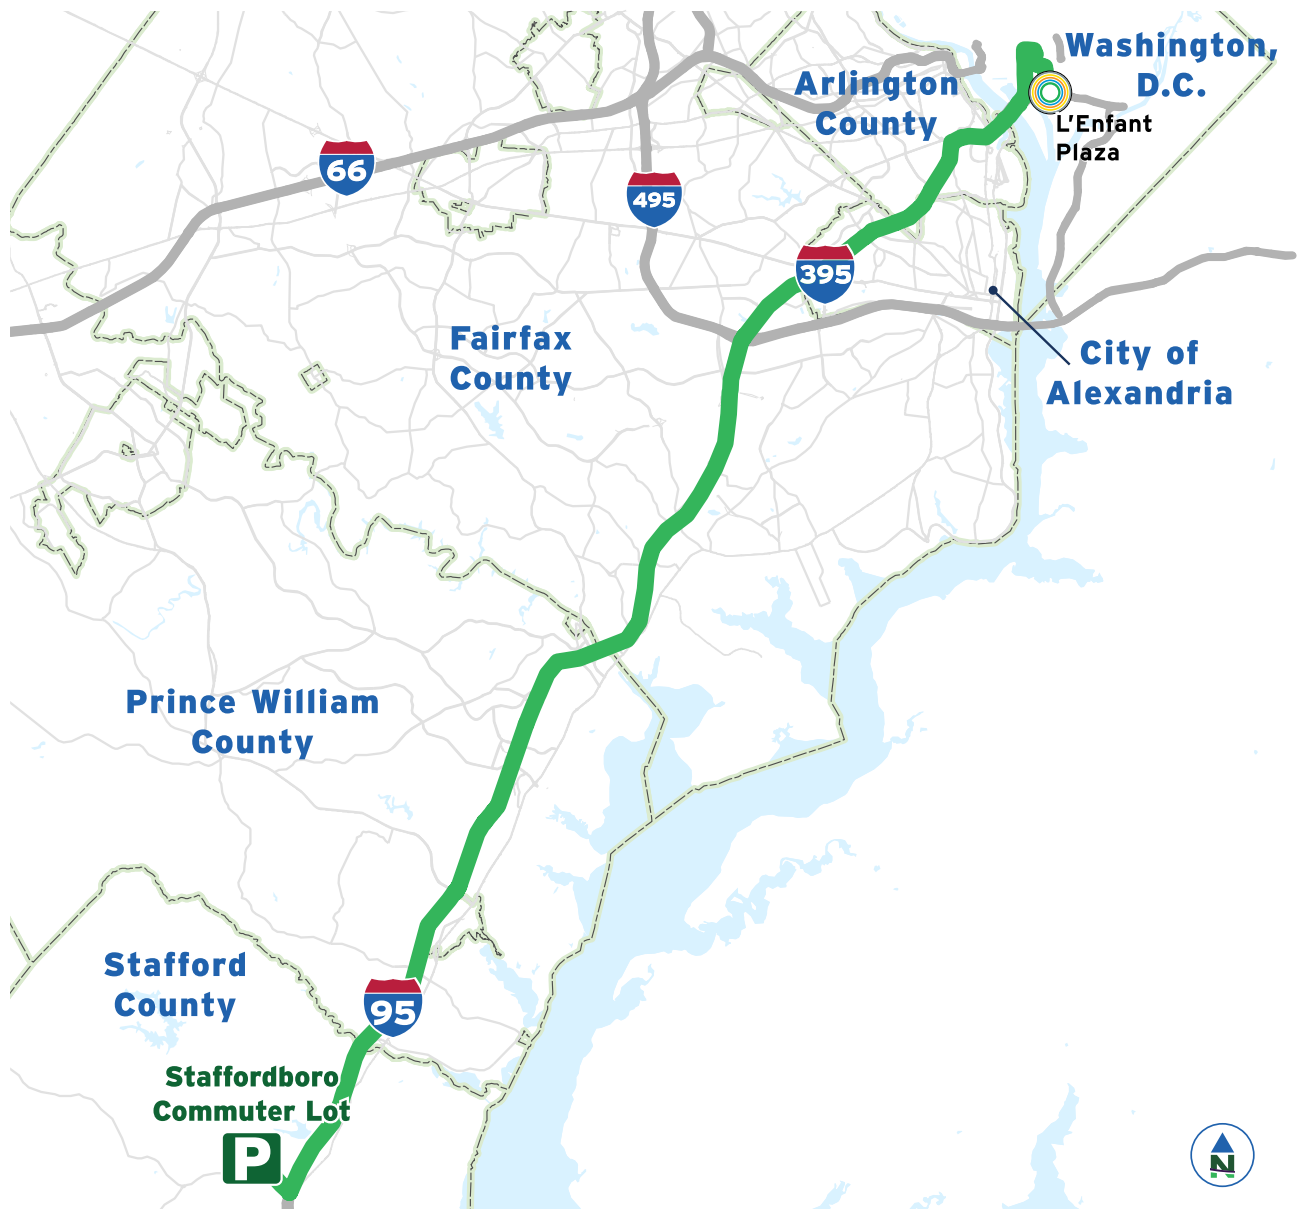 Washington,
D.C.
Arlington
County
L'Enfant
Plaza
66
495
395
Fairfax
County
City of
Alexandria
Prince William
County
Stafford
County
95
Staffordboro
Commuter Lot
P
N